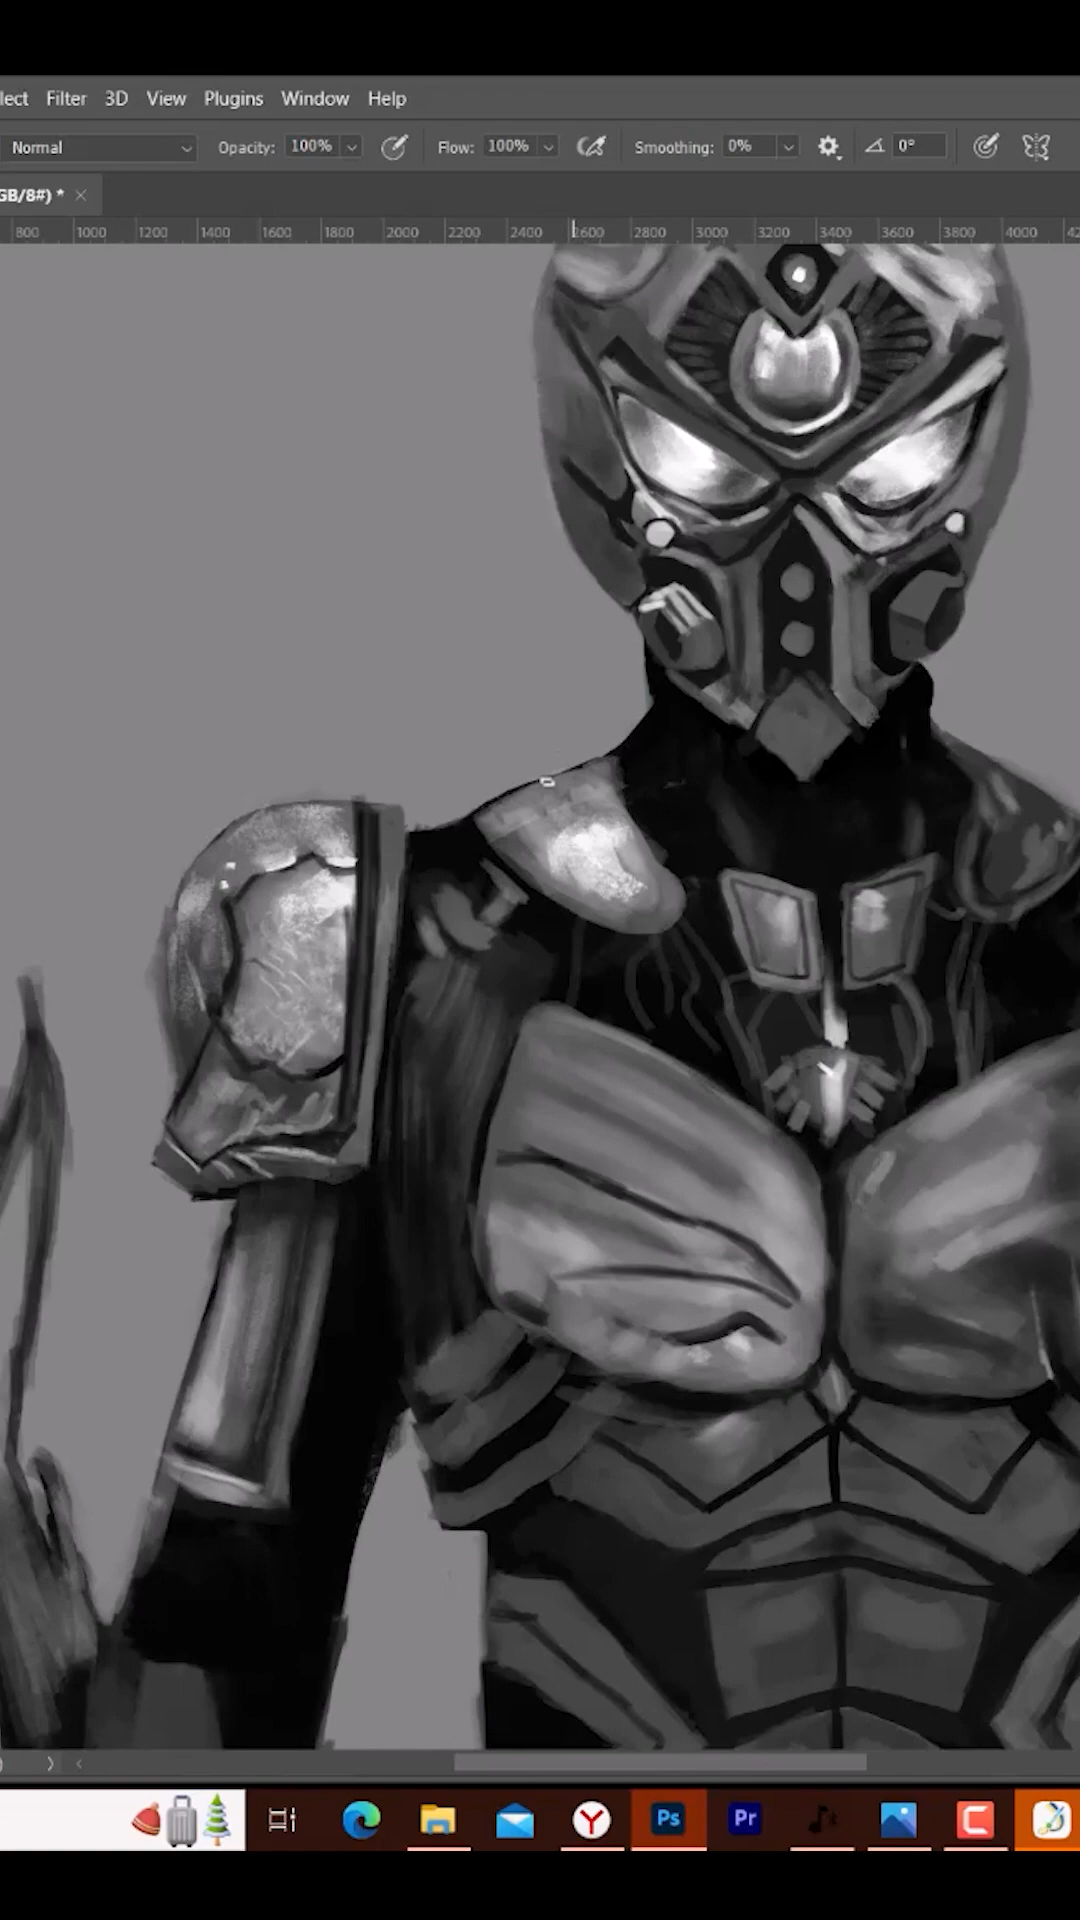 lect Filter 3D View Plugins Window Help
Normal Opacity: 100% Flow: 100% Smoothing: 0% 0°
GB/8#) *
800 1000 1200 1400 1600 1800 2000 2200 2400 2600 2800 3000 3200 3400 3600 3800 4000 42
Y Ps Pr